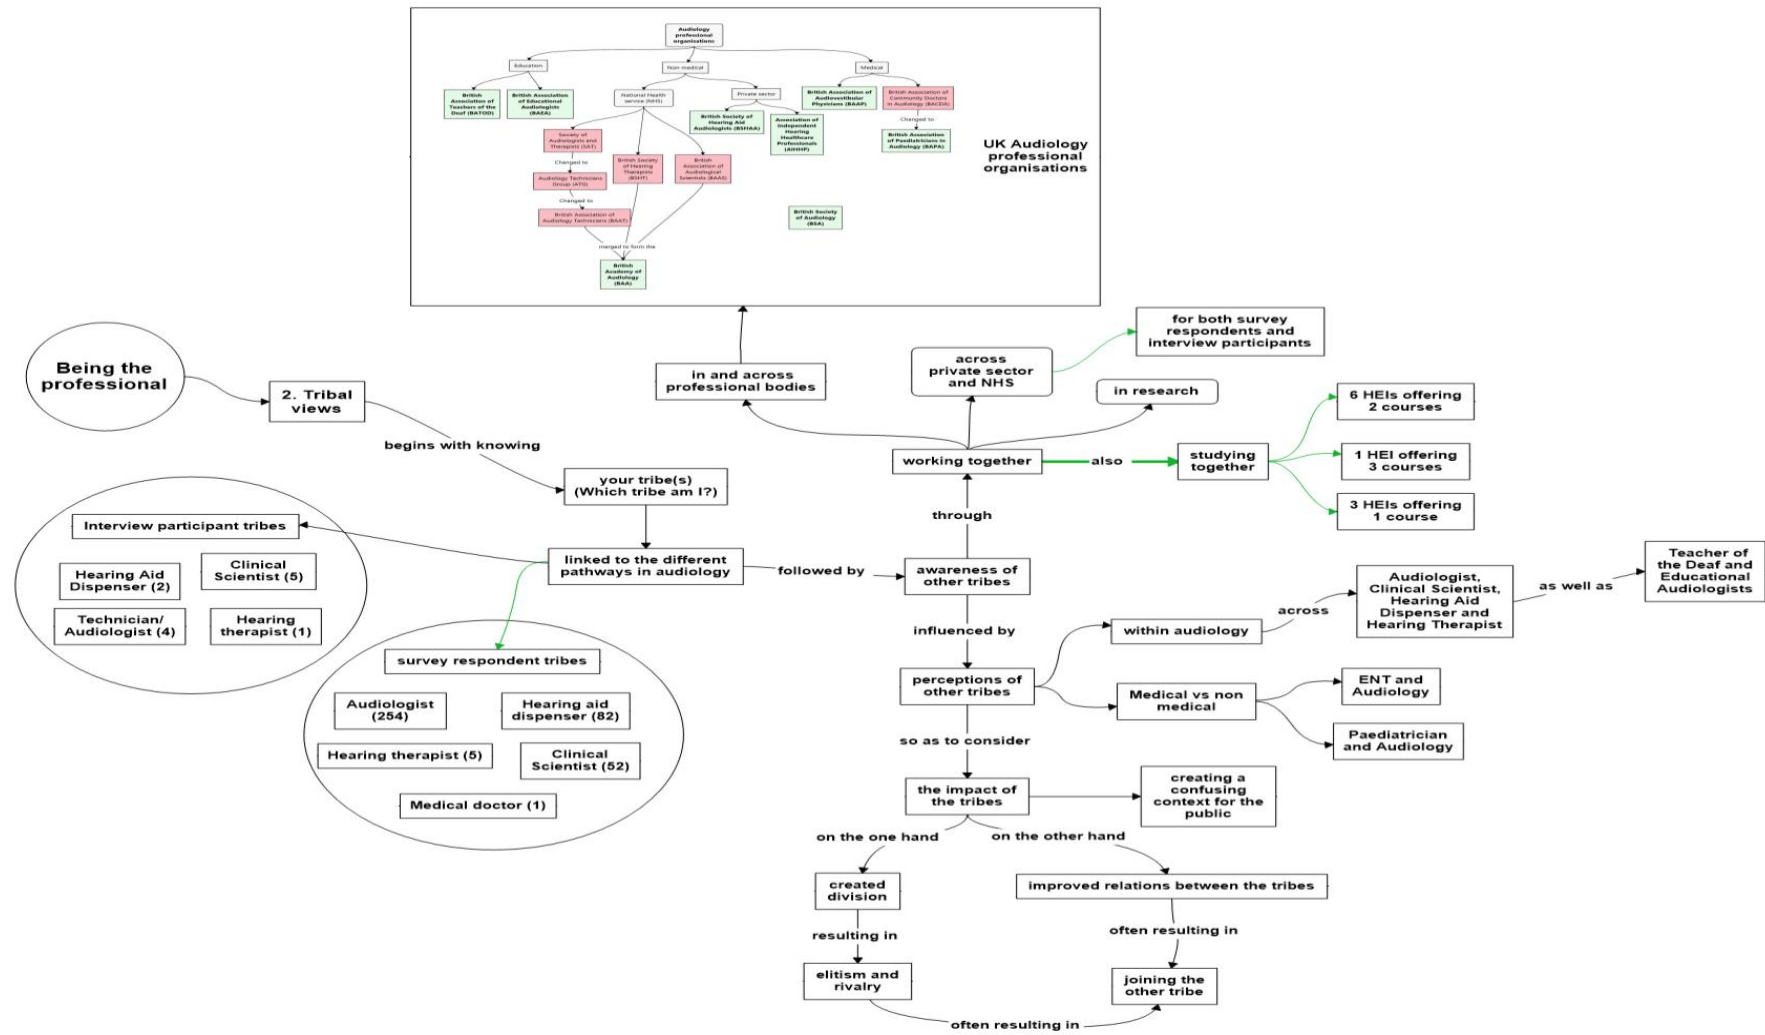 Audiology
professional
organisations
Education
Non medical
Medical
British
Association of
Teachers of the
Deaf (BATOD)
British Association
of Educational
Audiologists
(BAEA)
National Health
service (NHS)
Private sector
British Association of
Audiovestibular
Physicians (BAAP)
British Association of
Community Doctors
in Audiology (BACDA)
British Society of
Hearing Aid
Audiologists (BSHAA)
Association of
Independent
Hearing
Healthcare
Professionals
(AIHHP)
Changed to
British Association
of Paediatricians in
Audiology (BAPA)
Society of
Audiologists and
Therapists (SAT)
Changed to
Audiology Technicians
Group (ATG)
Changed to
British Association of
Audiology Technicians (BAAT)
British Society
of Hearing
Therapists
(BSHT)
British
Association of
Audiological
Scientists (BAAS)
merged to form the
British
Academy of
Audiology
(BAA)
British Society
of Audiology
(BSA)
UK Audiology
professional
organisations
Being the
professional
2. Tribal
views
begins with knowing
your tribe(s)
(Which tribe am I?)
linked to the different
pathways in audiology
Interview participant tribes
Hearing Aid
Dispenser (2)
Clinical
Scientist (5)
Technician/
Audiologist (4)
Hearing
therapist (1)
survey respondent tribes
Audiologist
(254)
Hearing aid
dispenser (82)
Hearing therapist (5)
Clinical
Scientist (52)
Medical doctor (1)
followed by
awareness of
other tribes
through
working together
in and across
professional bodies
across
private sector
and NHS
for both survey
respondents and
interview participants
in research
also
studying
together
6 HEIs offering
2 courses
1 HEI offering
3 courses
3 HEIs offering
1 course
influenced by
perceptions of
other tribes
within audiology
across
Audiologist,
Clinical Scientist,
Hearing Aid
Dispenser and
Hearing Therapist
as well as
Teacher of
the Deaf and
Educational
Audiologists
Medical vs non
medical
ENT and
Audiology
Paediatrician
and Audiology
so as to consider
the impact of
the tribes
creating a
confusing
context for the
public
on the one hand
on the other hand
created
division
improved relations between the tribes
resulting in
often resulting in
elitism and
rivalry
joining the
other tribe
often resulting in